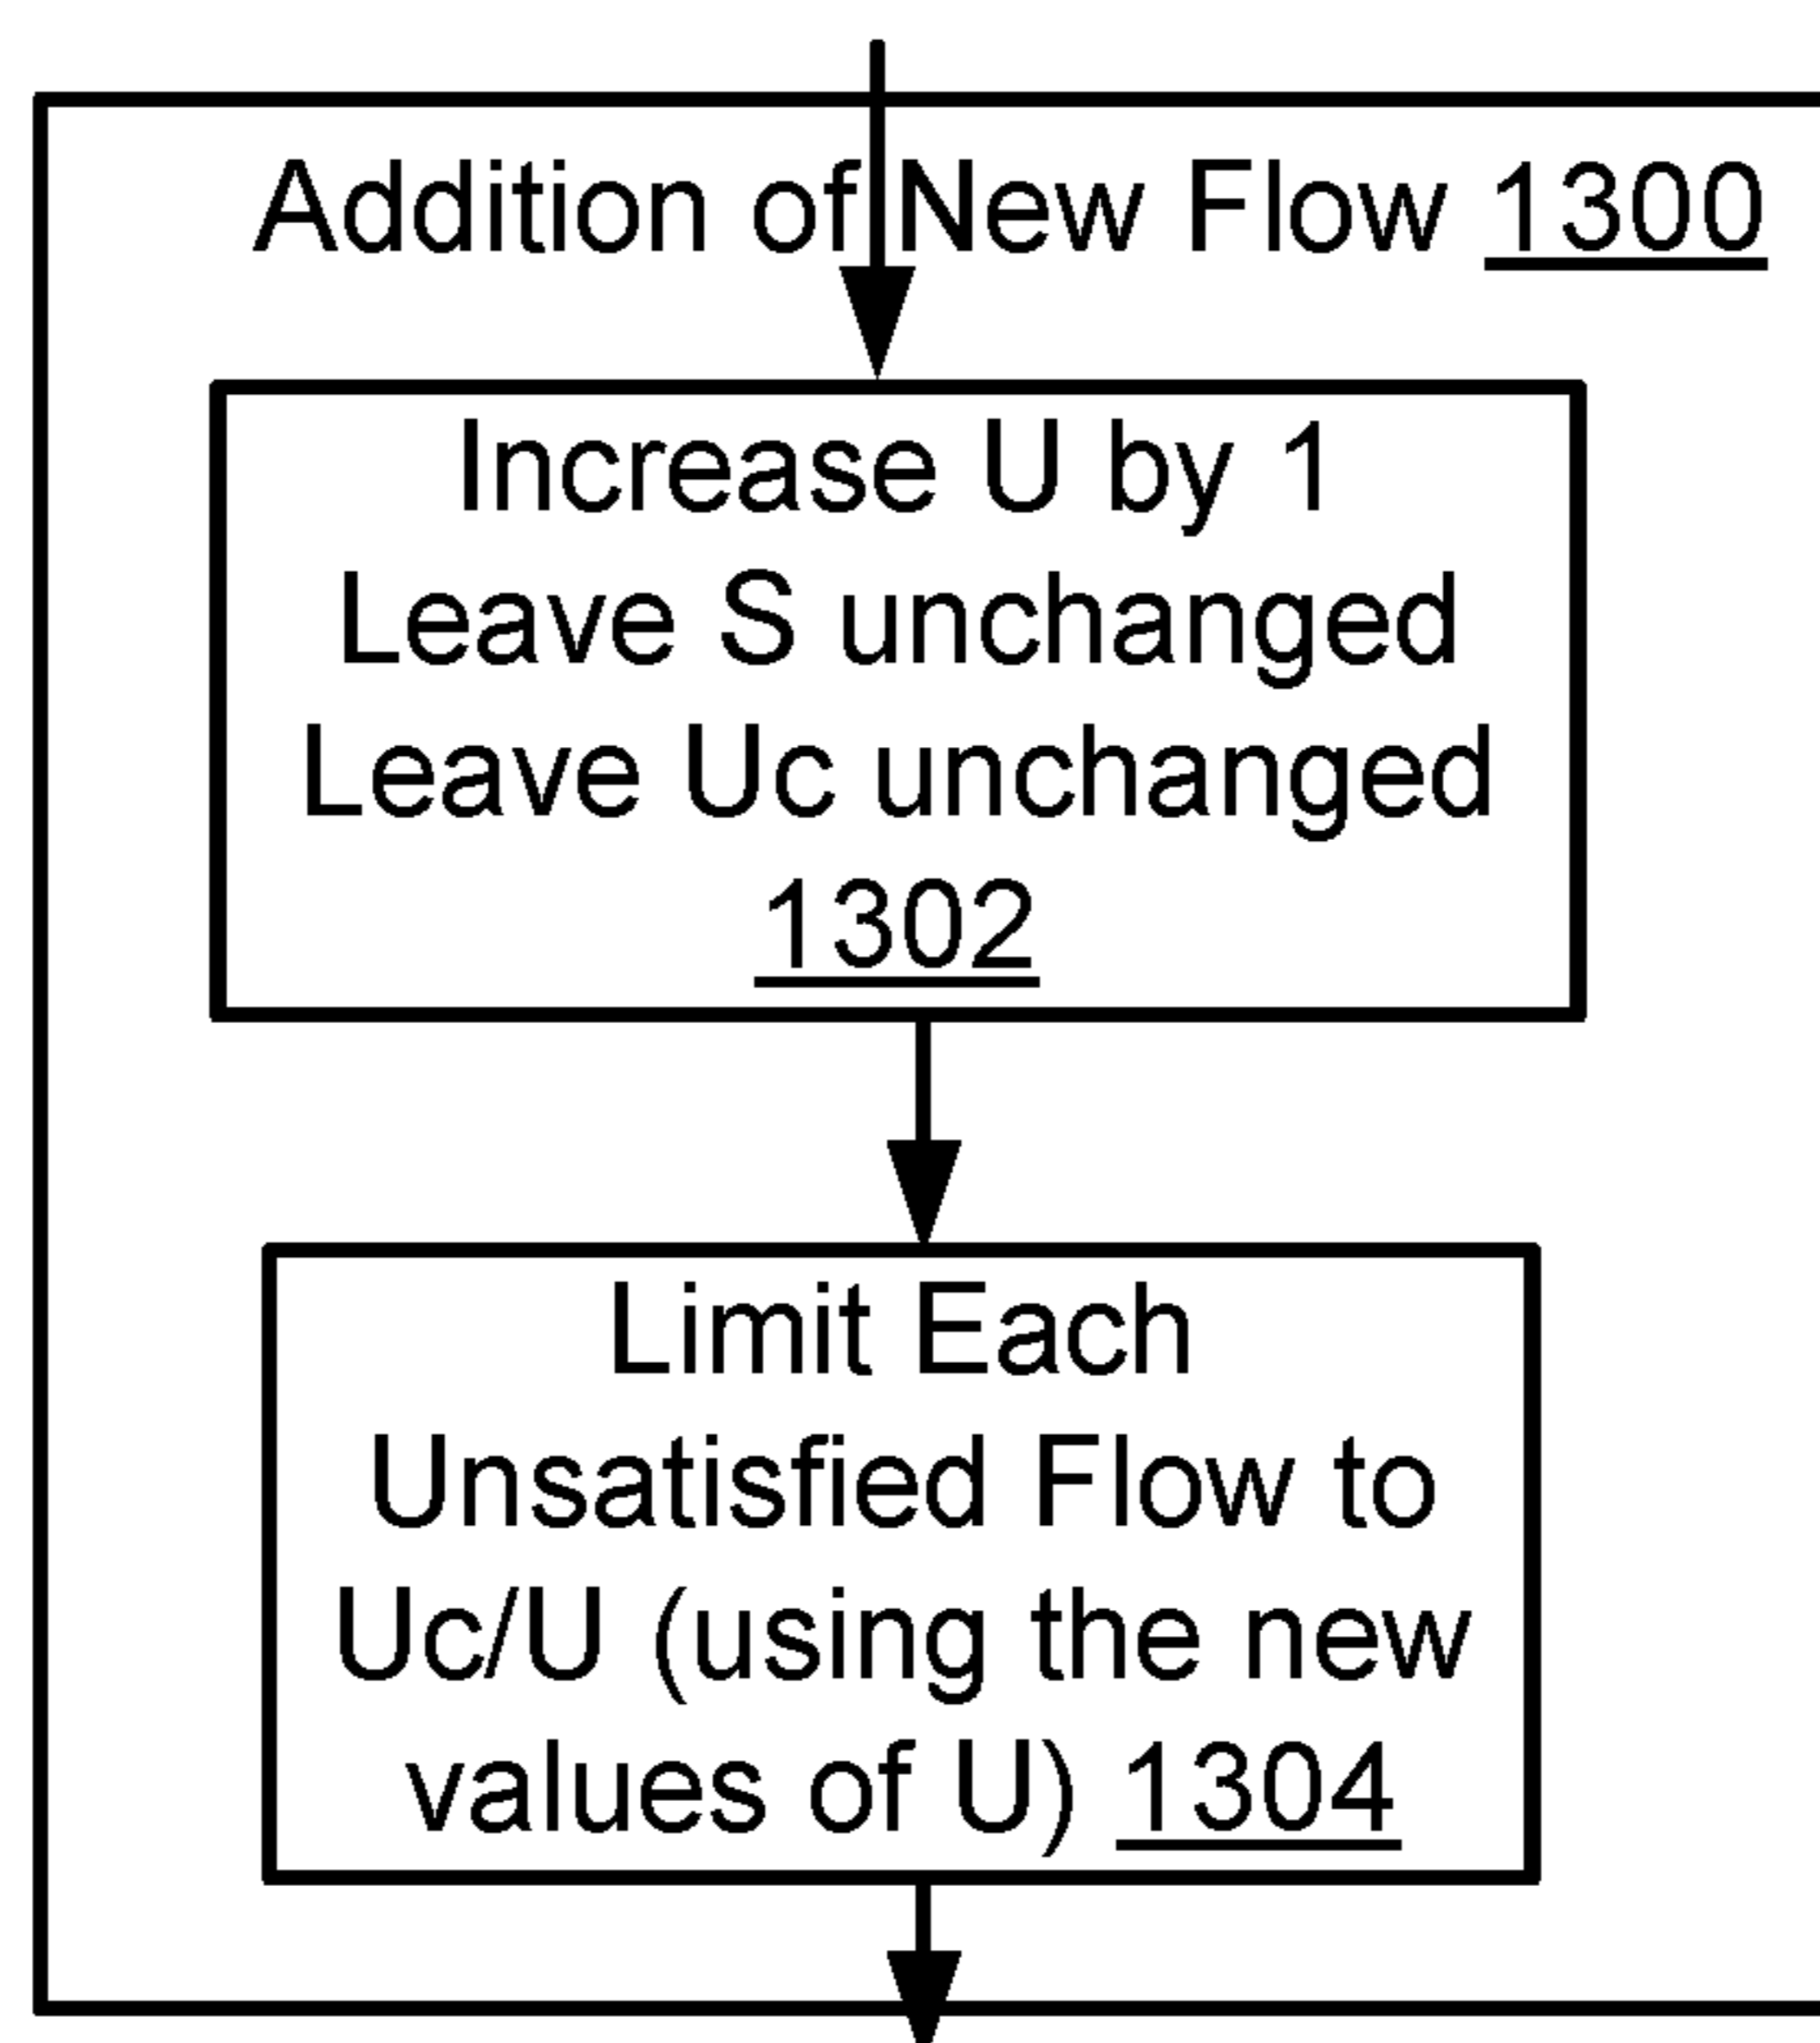 Addition of New Flow 1300
Increase U by 1
Leave S unchanged
Leave Uc unchanged
1302
Limit Each
Unsatisfied Flow to
Uc/U (using the new
values of U) 1304